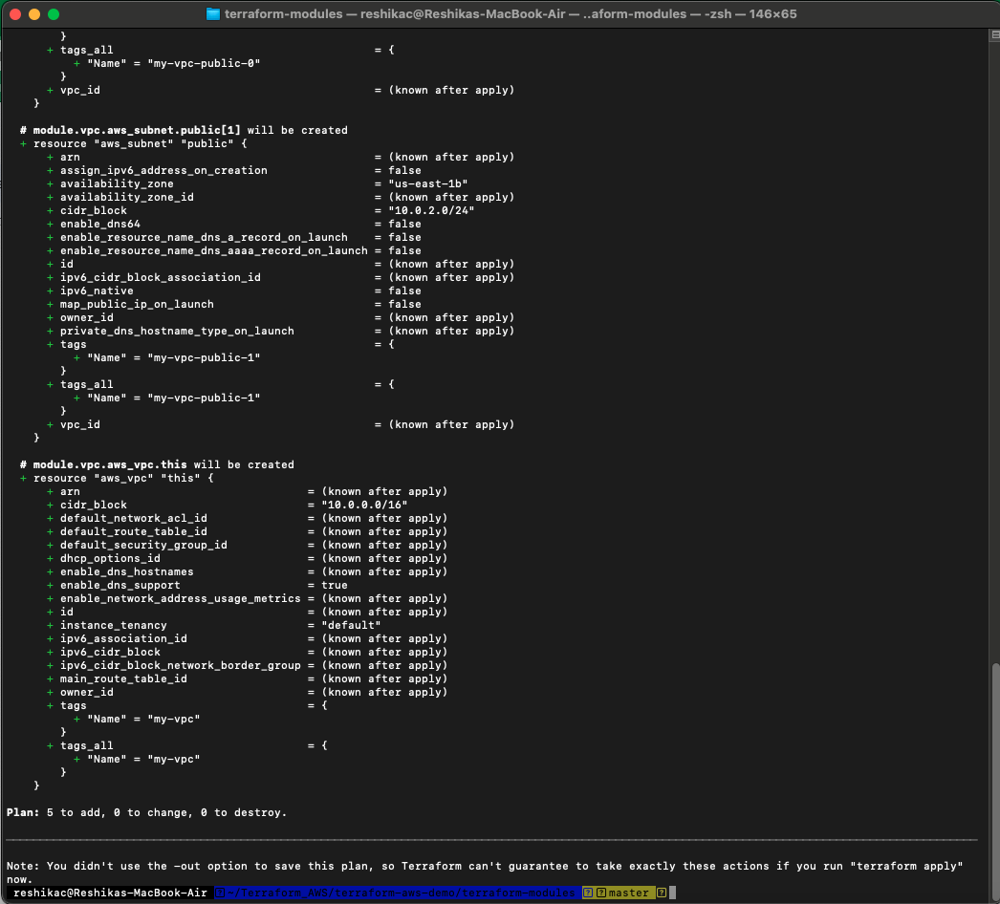 terraform-modules — reshikac@Reshikas-MacBook-Air — ..aform-modules — -zsh — 146×65
}
+ tags_all = {
+ "Name" = "my-vpc-public-0"
}
+ vpc_id = (known after apply)
}
# module.vpc.aws_subnet.public[1] will be created
+ resource "aws_subnet" "public" {
+ arn = (known after apply)
+ assign_ipv6_address_on_creation = false
+ availability_zone = "us-east-1b"
+ availability_zone_id = (known after apply)
+ cidr_block = "10.0.2.0/24"
+ enable_dns64 = false
+ enable_resource_name_dns_a_record_on_launch = false
+ enable_resource_name_dns_aaaa_record_on_launch = false
+ id = (known after apply)
+ ipv6_cidr_block_association_id = (known after apply)
+ ipv6_native = false
+ map_public_ip_on_launch = false
+ owner_id = (known after apply)
+ private_dns_hostname_type_on_launch = (known after apply)
+ tags = {
+ "Name" = "my-vpc-public-1"
}
+ tags_all = {
+ "Name" = "my-vpc-public-1"
}
+ vpc_id = (known after apply)
}
# module.vpc.aws_vpc.this will be created
+ resource "aws_vpc" "this" {
+ arn = (known after apply)
+ cidr_block = "10.0.0.0/16"
+ default_network_acl_id = (known after apply)
+ default_route_table_id = (known after apply)
+ default_security_group_id = (known after apply)
+ dhcp_options_id = (known after apply)
+ enable_dns_hostnames = (known after apply)
+ enable_dns_support = true
+ enable_network_address_usage_metrics = (known after apply)
+ id = (known after apply)
+ instance_tenancy = "default"
+ ipv6_association_id = (known after apply)
+ ipv6_cidr_block = (known after apply)
+ ipv6_cidr_block_network_border_group = (known after apply)
+ main_route_table_id = (known after apply)
+ owner_id = (known after apply)
+ tags = {
+ "Name" = "my-vpc"
}
+ tags_all = {
+ "Name" = "my-vpc"
}
}
Plan: 5 to add, 0 to change, 0 to destroy.
Note: You didn't use the -out option to save this plan, so Terraform can't guarantee to take exactly these actions if you run "terraform apply"
now.
reshikac@Reshikas-MacBook-Air ? ~/Terraform_AWS/terraform-aws-demo/terraform-modules ? ? master ?